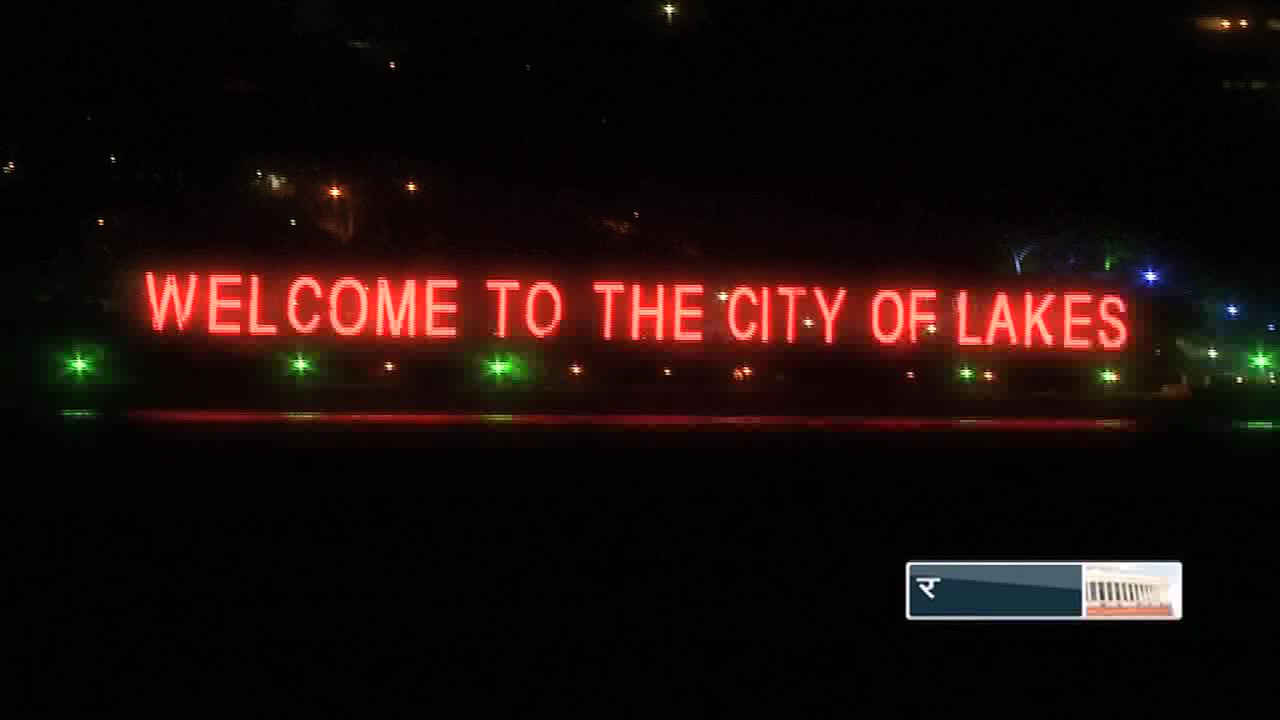 WELCOME TO THE CITY OF LAKES
र